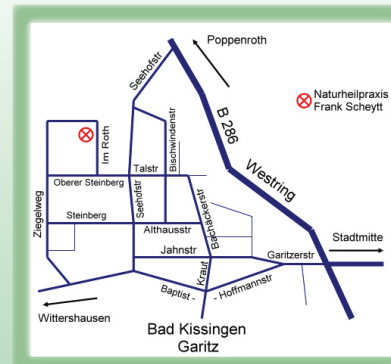 Poppenroth
Seehofstr
B 286
Naturheilpraxis
Frank Scheytt
Im Roth
Bischwindenstr
Talstr
Westring
Oberer Steinberg
Ziegelweg
Seehofstr
Bachackerstr
Steinberg
Althausstr
Stadtmitte
Jahnstr
Garitzerstr
Kraut
Baptist -
- Hoffmannstr
Wittershausen
Bad Kissingen
Garitz